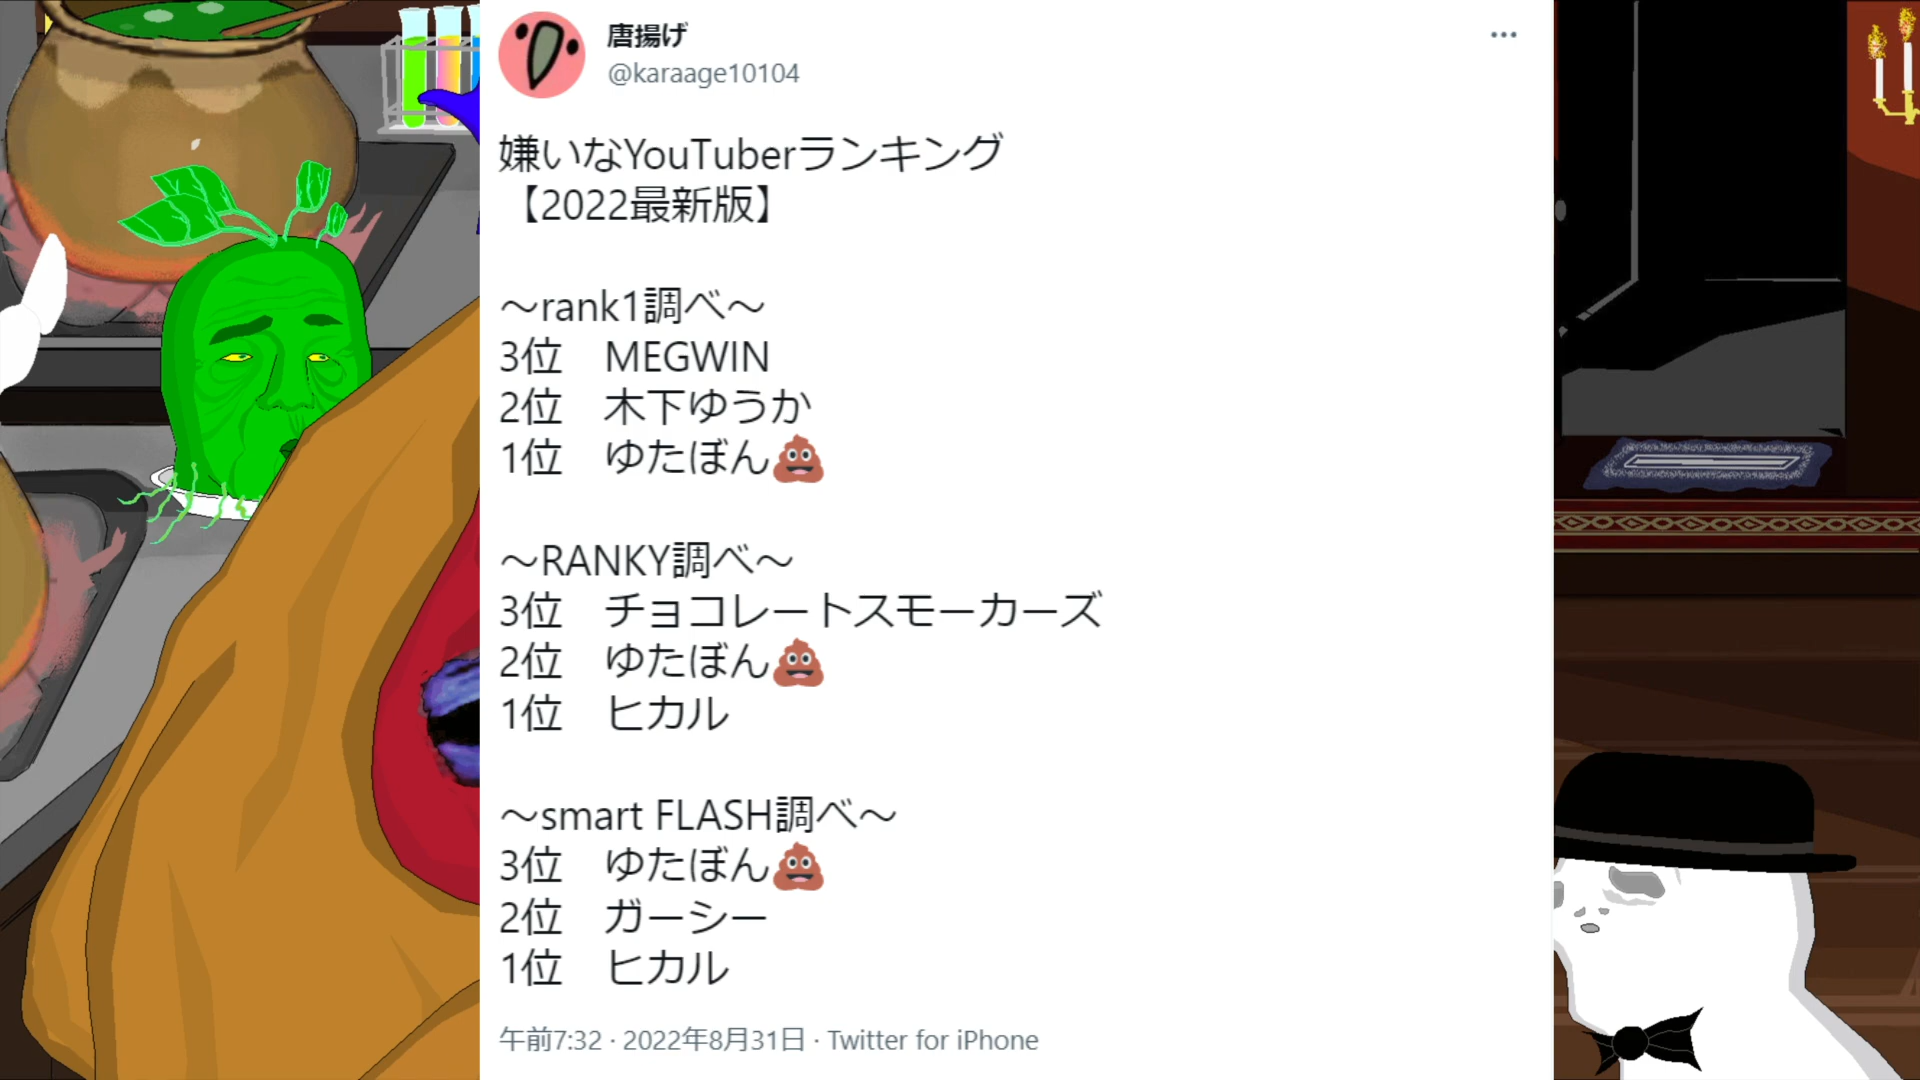 唐揚げ
@karaage10104
嫌いなYouTuberランキング
【2022最新版】
〜rank1調べ〜
3位　MEGWIN
2位　木下ゆうか
1位　ゆたぼん💩
〜RANKY調べ〜
3位　チョコレートスモーカーズ
2位　ゆたぼん💩
1位　ヒカル
〜smart FLASH調べ〜
3位　ゆたぼん💩
2位　ガーシー
1位　ヒカル
午前7:32 · 2022年8月31日 · Twitter for iPhone